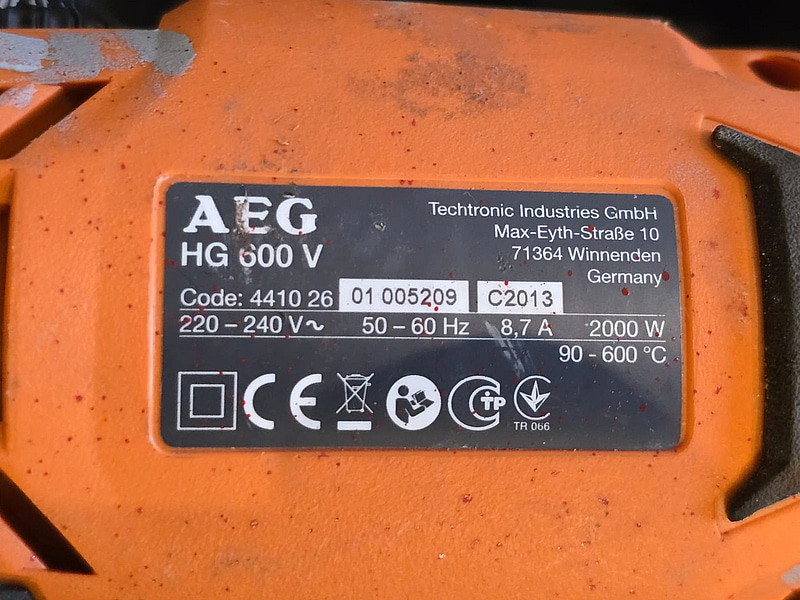 AEG
HG 600 V
Techtronic Industries GmbH
Max-Eyth-Straße 10
71364 Winnenden
Germany
Code: 4410 26 01 005209 C2013
220 – 240 V~ 50 – 60 Hz 8,7 A 2000 W
90 - 600 °C
CE
TR 066